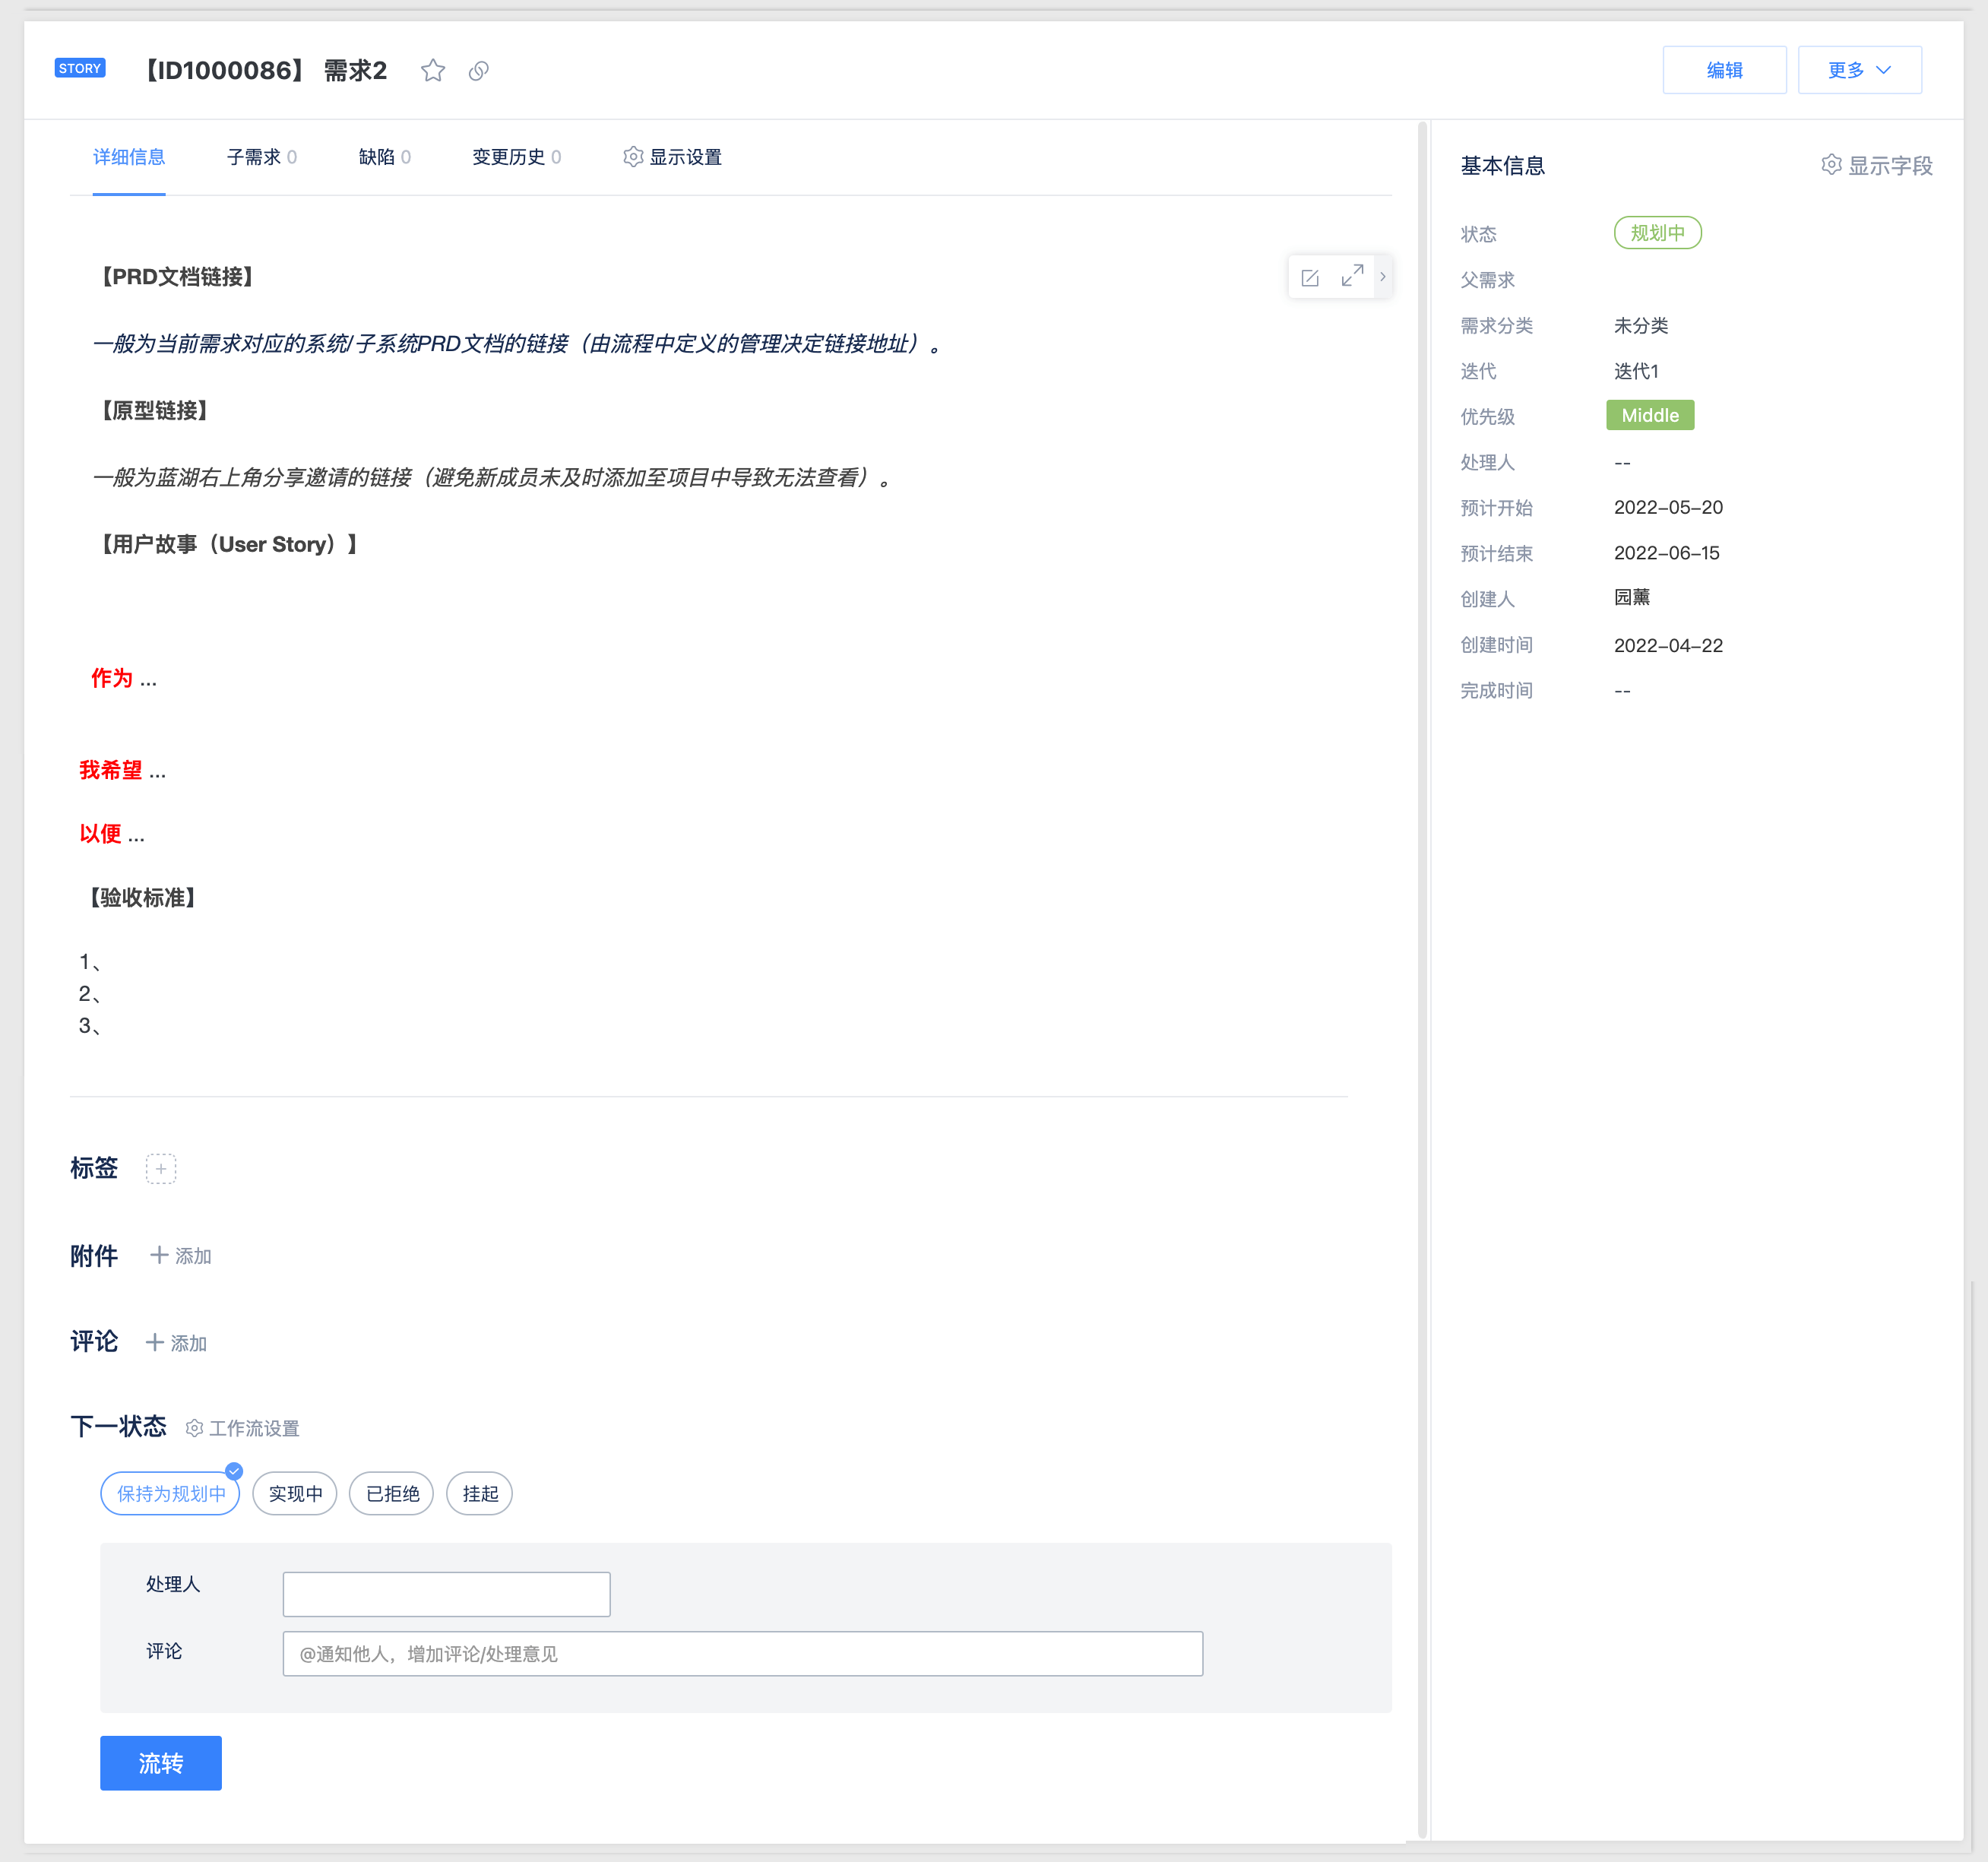 STORY 【ID1000086】 需求2
编辑 更多
详细信息 子需求 0 缺陷 0 变更历史 0 显示设置
【PRD文档链接】
一般为当前需求对应的系统/子系统PRD文档的链接（由流程中定义的管理决定链接地址）。
【原型链接】
一般为蓝湖右上角分享邀请的链接（避免新成员未及时添加至项目中导致无法查看）。
【用户故事（User Story）】
作为 ...
我希望 ...
以便 ...
【验收标准】
1、
2、
3、
标签 +
附件 + 添加
评论 + 添加
下一状态 工作流设置
保持为规划中 实现中 已拒绝 挂起
处理人
评论 @通知他人，增加评论/处理意见
流转
基本信息 显示字段
状态 规划中
父需求
需求分类 未分类
迭代 迭代1
优先级 Middle
处理人 --
预计开始 2022-05-20
预计结束 2022-06-15
创建人 园薰
创建时间 2022-04-22
完成时间 --